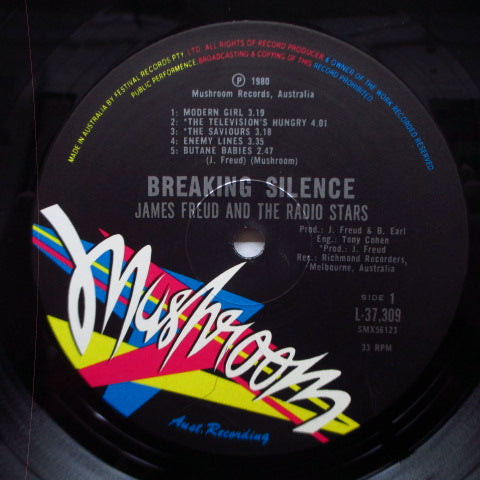 MADE IN AUSTRALIA BY FESTIVAL RECORDS PTY. LTD. ALL RIGHTS OF RECORD PRODUCER & OWNER OF THE WORK RECORDED RESERVED.
PUBLIC PERFORMENCE, BROADCASTING & COPYING OF THIS RECORD PROHIBITED.
℗ 1980
Mushroom Records, Australia
1: MODERN GIRL 3.19
2: *THE TELEVISION'S HUNGRY 4.01
3: *THE SAVIOURS 3.18
4: ENEMY LINES 3.35
5: BUTANE BABIES 2.47
(J. Freud) (Mushroom)
BREAKING SILENCE
JAMES FREUD AND THE RADIO STARS
Prod.: J. Freud & B. Earl
Eng.: Tony Cohen
*Prod.: J. Freud
Rec.: Richmond Recorders,
Melbourne, Australia
SIDE 1
L-37,309
SMX56123
33 RPM
Mushroom
Aust. Recording